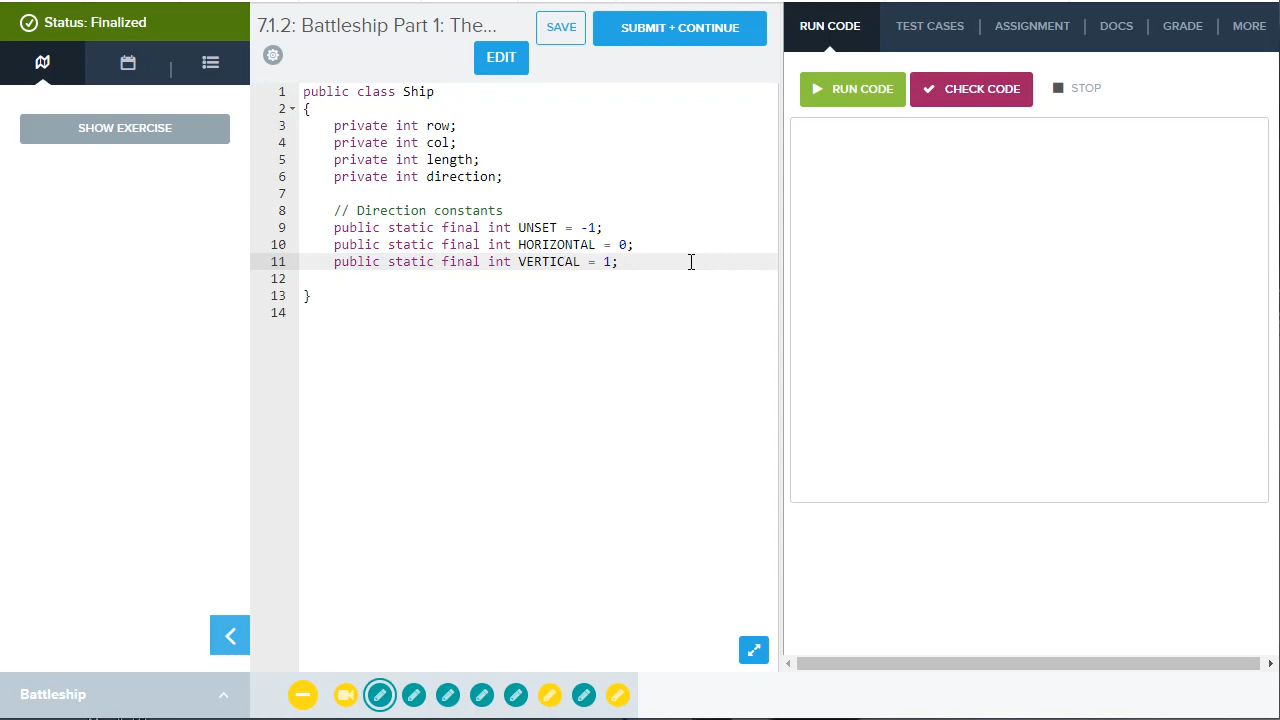 Status: Finalized
SHOW EXERCISE
Battleship
7.1.2: Battleship Part 1: The...
SAVE
SUBMIT + CONTINUE
EDIT
1 public class Ship
2 {
3 private int row;
4 private int col;
5 private int length;
6 private int direction;
7
8 // Direction constants
9 public static final int UNSET = -1;
10 public static final int HORIZONTAL = 0;
11 public static final int VERTICAL = 1;
12
13 }
14
RUN CODE
TEST CASES
ASSIGNMENT
DOCS
GRADE
MORE
RUN CODE
CHECK CODE
STOP